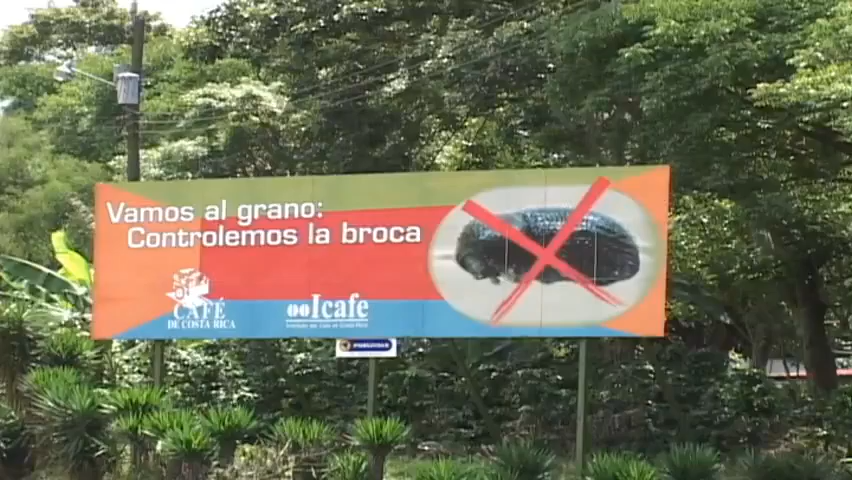 Vamos al grano:
Controlemos la broca
CAFÉ
DE COSTA RICA
Icafe